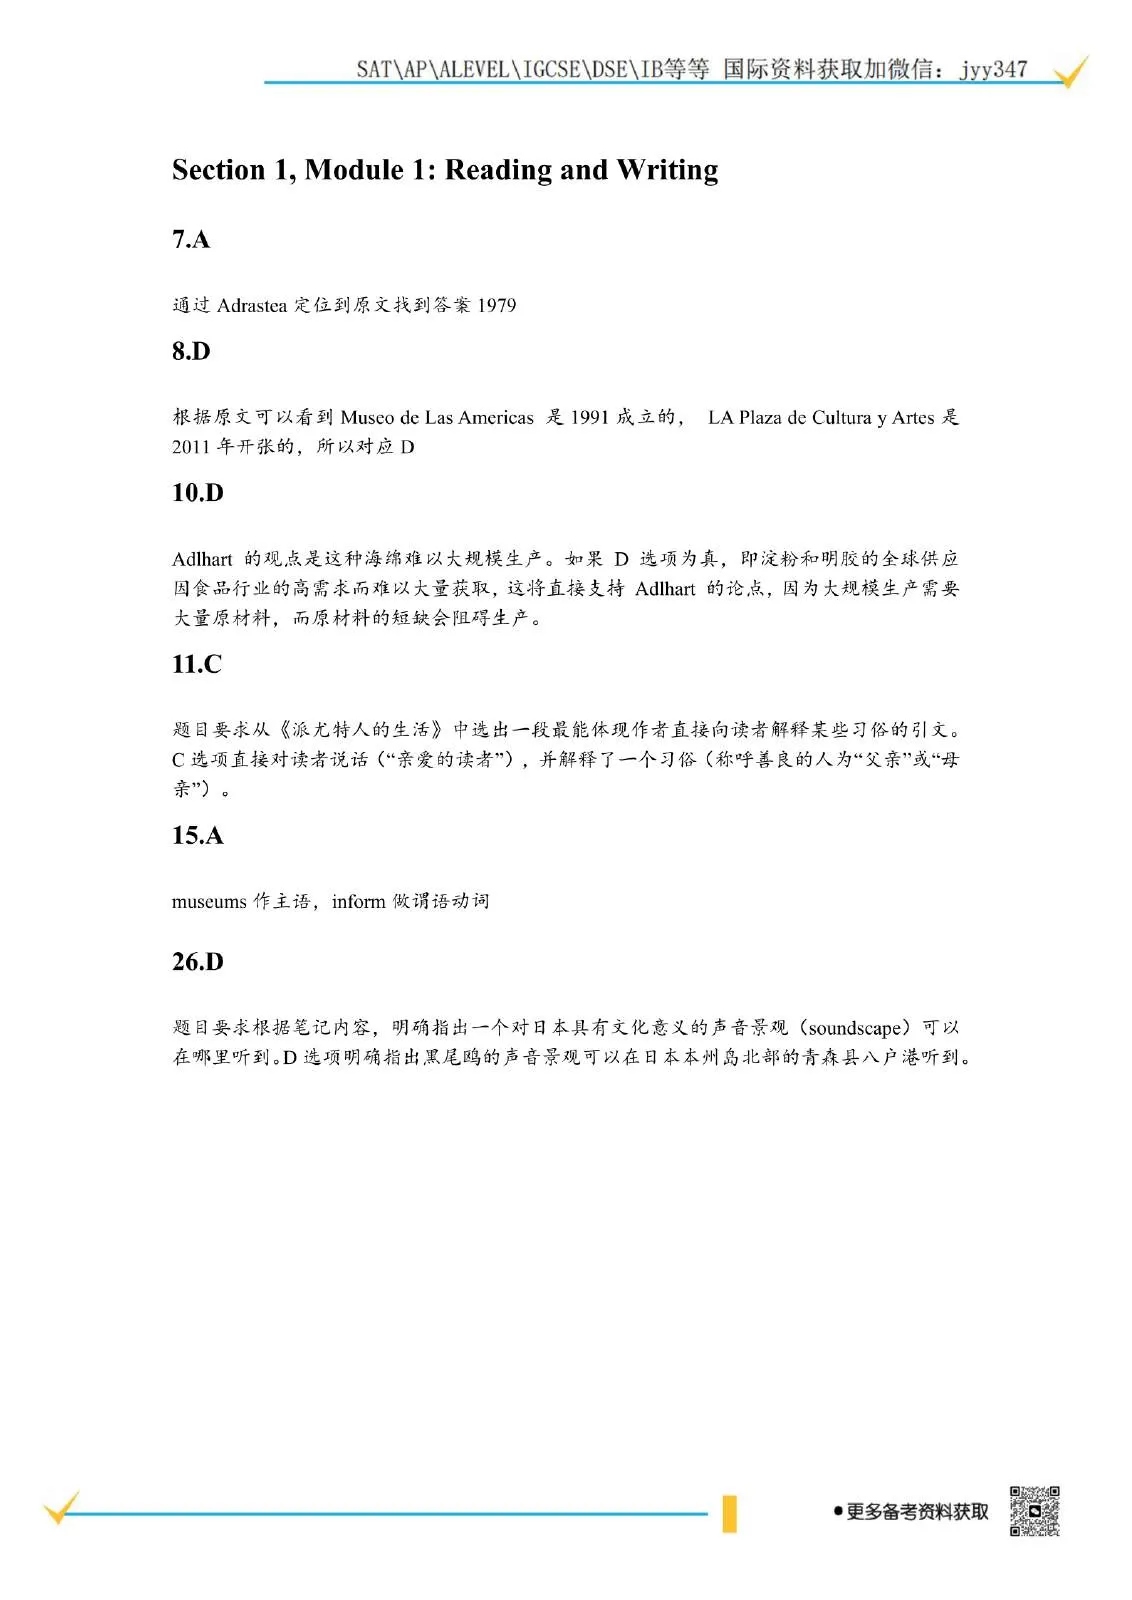 SAT\AP\ALEVEL\IGCSE\DSE\IB等等 国际资料获取加微信：jyy347
Section 1, Module 1: Reading and Writing
7.A
通过 Adrastea 定位到原文找到答案 1979
8.D
根据原文可以看到 Museo de Las Americas 是 1991 成立的， LA Plaza de Cultura y Artes 是
2011 年开张的，所以对应 D
10.D
Adlhart 的观点是这种海绵难以大规模生产。如果 D 选项为真，即淀粉和明胶的全球供应
因食品行业的高需求而难以大量获取，这将直接支持 Adlhart 的论点，因为大规模生产需要
大量原材料，而原材料的短缺会阻碍生产。
11.C
题目要求从《派尤特人的生活》中选出一段最能体现作者直接向读者解释某些习俗的引文。
C 选项直接对读者说话（“亲爱的读者”），并解释了一个习俗（称呼善良的人为“父亲”或“母
亲”）。
15.A
museums 作主语，inform 做谓语动词
26.D
题目要求根据笔记内容，明确指出一个对日本具有文化意义的声音景观（soundscape）可以
在哪里听到。D 选项明确指出黑尾鸥的声音景观可以在日本本州岛北部的青森县八户港听到。
•更多备考资料获取